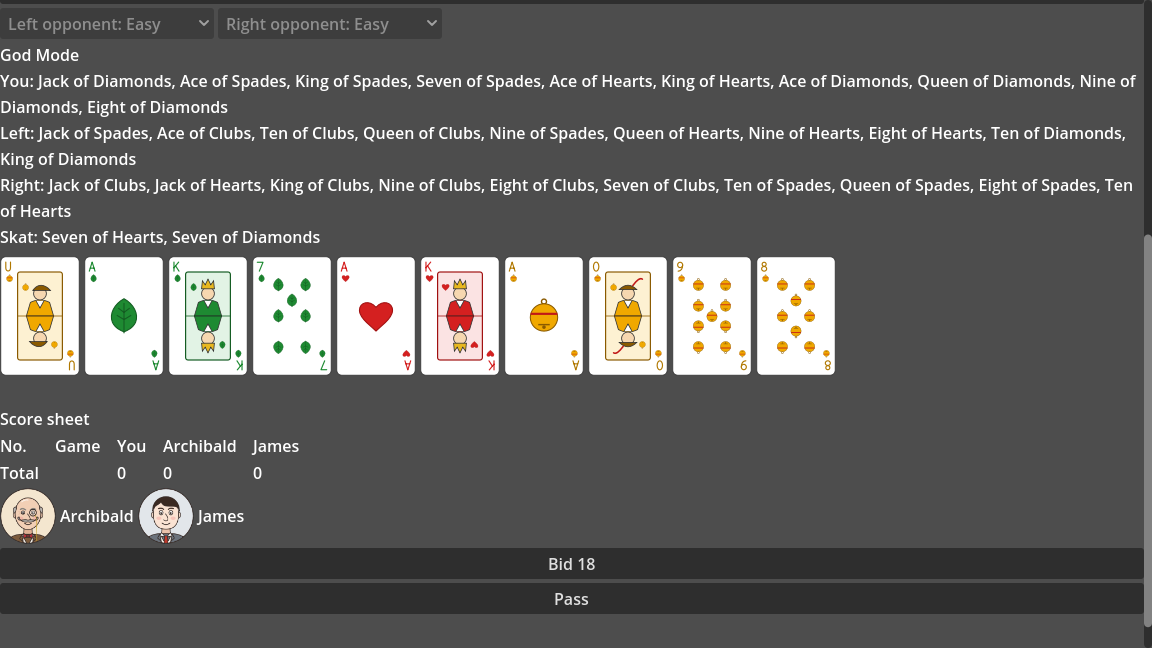 Left opponent: Easy Right opponent: Easy
God Mode
You: Jack of Diamonds, Ace of Spades, King of Spades, Seven of Spades, Ace of Hearts, King of Hearts, Ace of Diamonds, Queen of Diamonds, Nine of
Diamonds, Eight of Diamonds
Left: Jack of Spades, Ace of Clubs, Ten of Clubs, Queen of Clubs, Nine of Spades, Queen of Hearts, Nine of Hearts, Eight of Hearts, Ten of Diamonds,
King of Diamonds
Right: Jack of Clubs, Jack of Hearts, King of Clubs, Nine of Clubs, Eight of Clubs, Seven of Clubs, Ten of Spades, Queen of Spades, Eight of Spades, Ten
of Hearts
Skat: Seven of Hearts, Seven of Diamonds
U A K 7 A K A O 9 8
U A K 7 A K A O 9 8
Score sheet
No. Game You Archibald James
Total 0 0 0
Archibald James
Bid 18
Pass